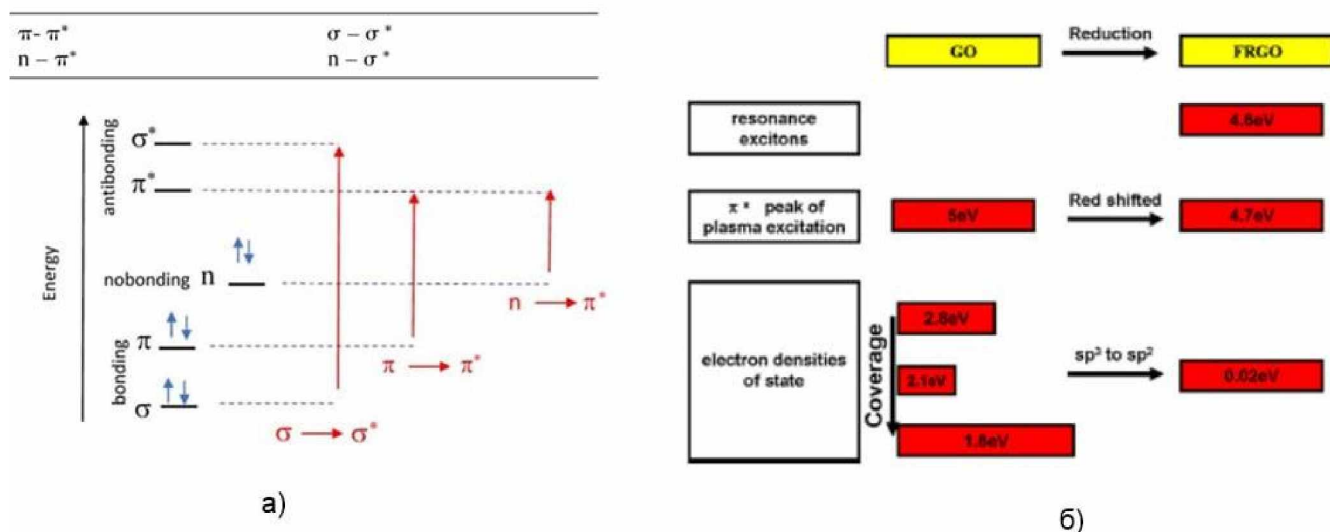 π- π* σ – σ*
n – π* n – σ*
Energy
antibonding
σ*
π*
nobonding n
bonding
π
σ
σ → σ*
π → π*
n → π*
а)
GO Reduction FRGO
resonance
excitons
4.6eV
π * peak of
plasma excitation
5eV
Red shifted
4.7eV
electron densities
of state
Coverage
2.8eV
2.1eV
1.8eV
sp³ to sp²
0.02eV
б)